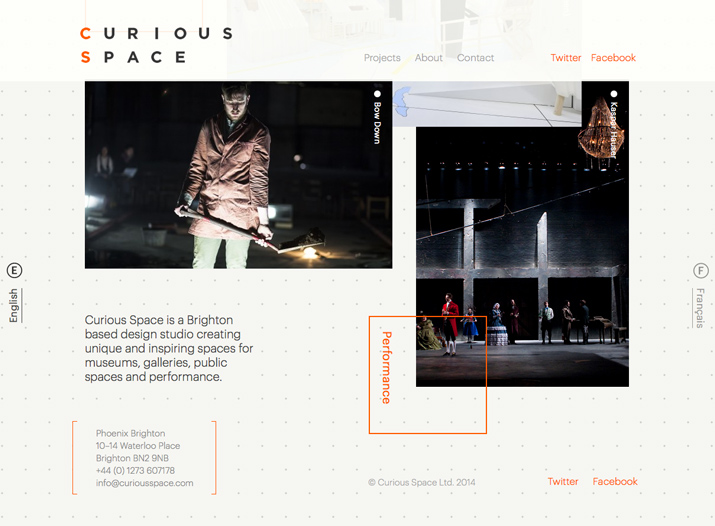 CURIOUS
SPACE
Projects About Contact
Twitter Facebook
Bow Down
Kaspar Hauser
E
English
F
Français
Curious Space is a Brighton
based design studio creating
unique and inspiring spaces for
museums, galleries, public
spaces and performance.
Performance
Phoenix Brighton
10–14 Waterloo Place
Brighton BN2 9NB
+44 (0) 1273 607178
info@curiousspace.com
© Curious Space Ltd. 2014
Twitter Facebook